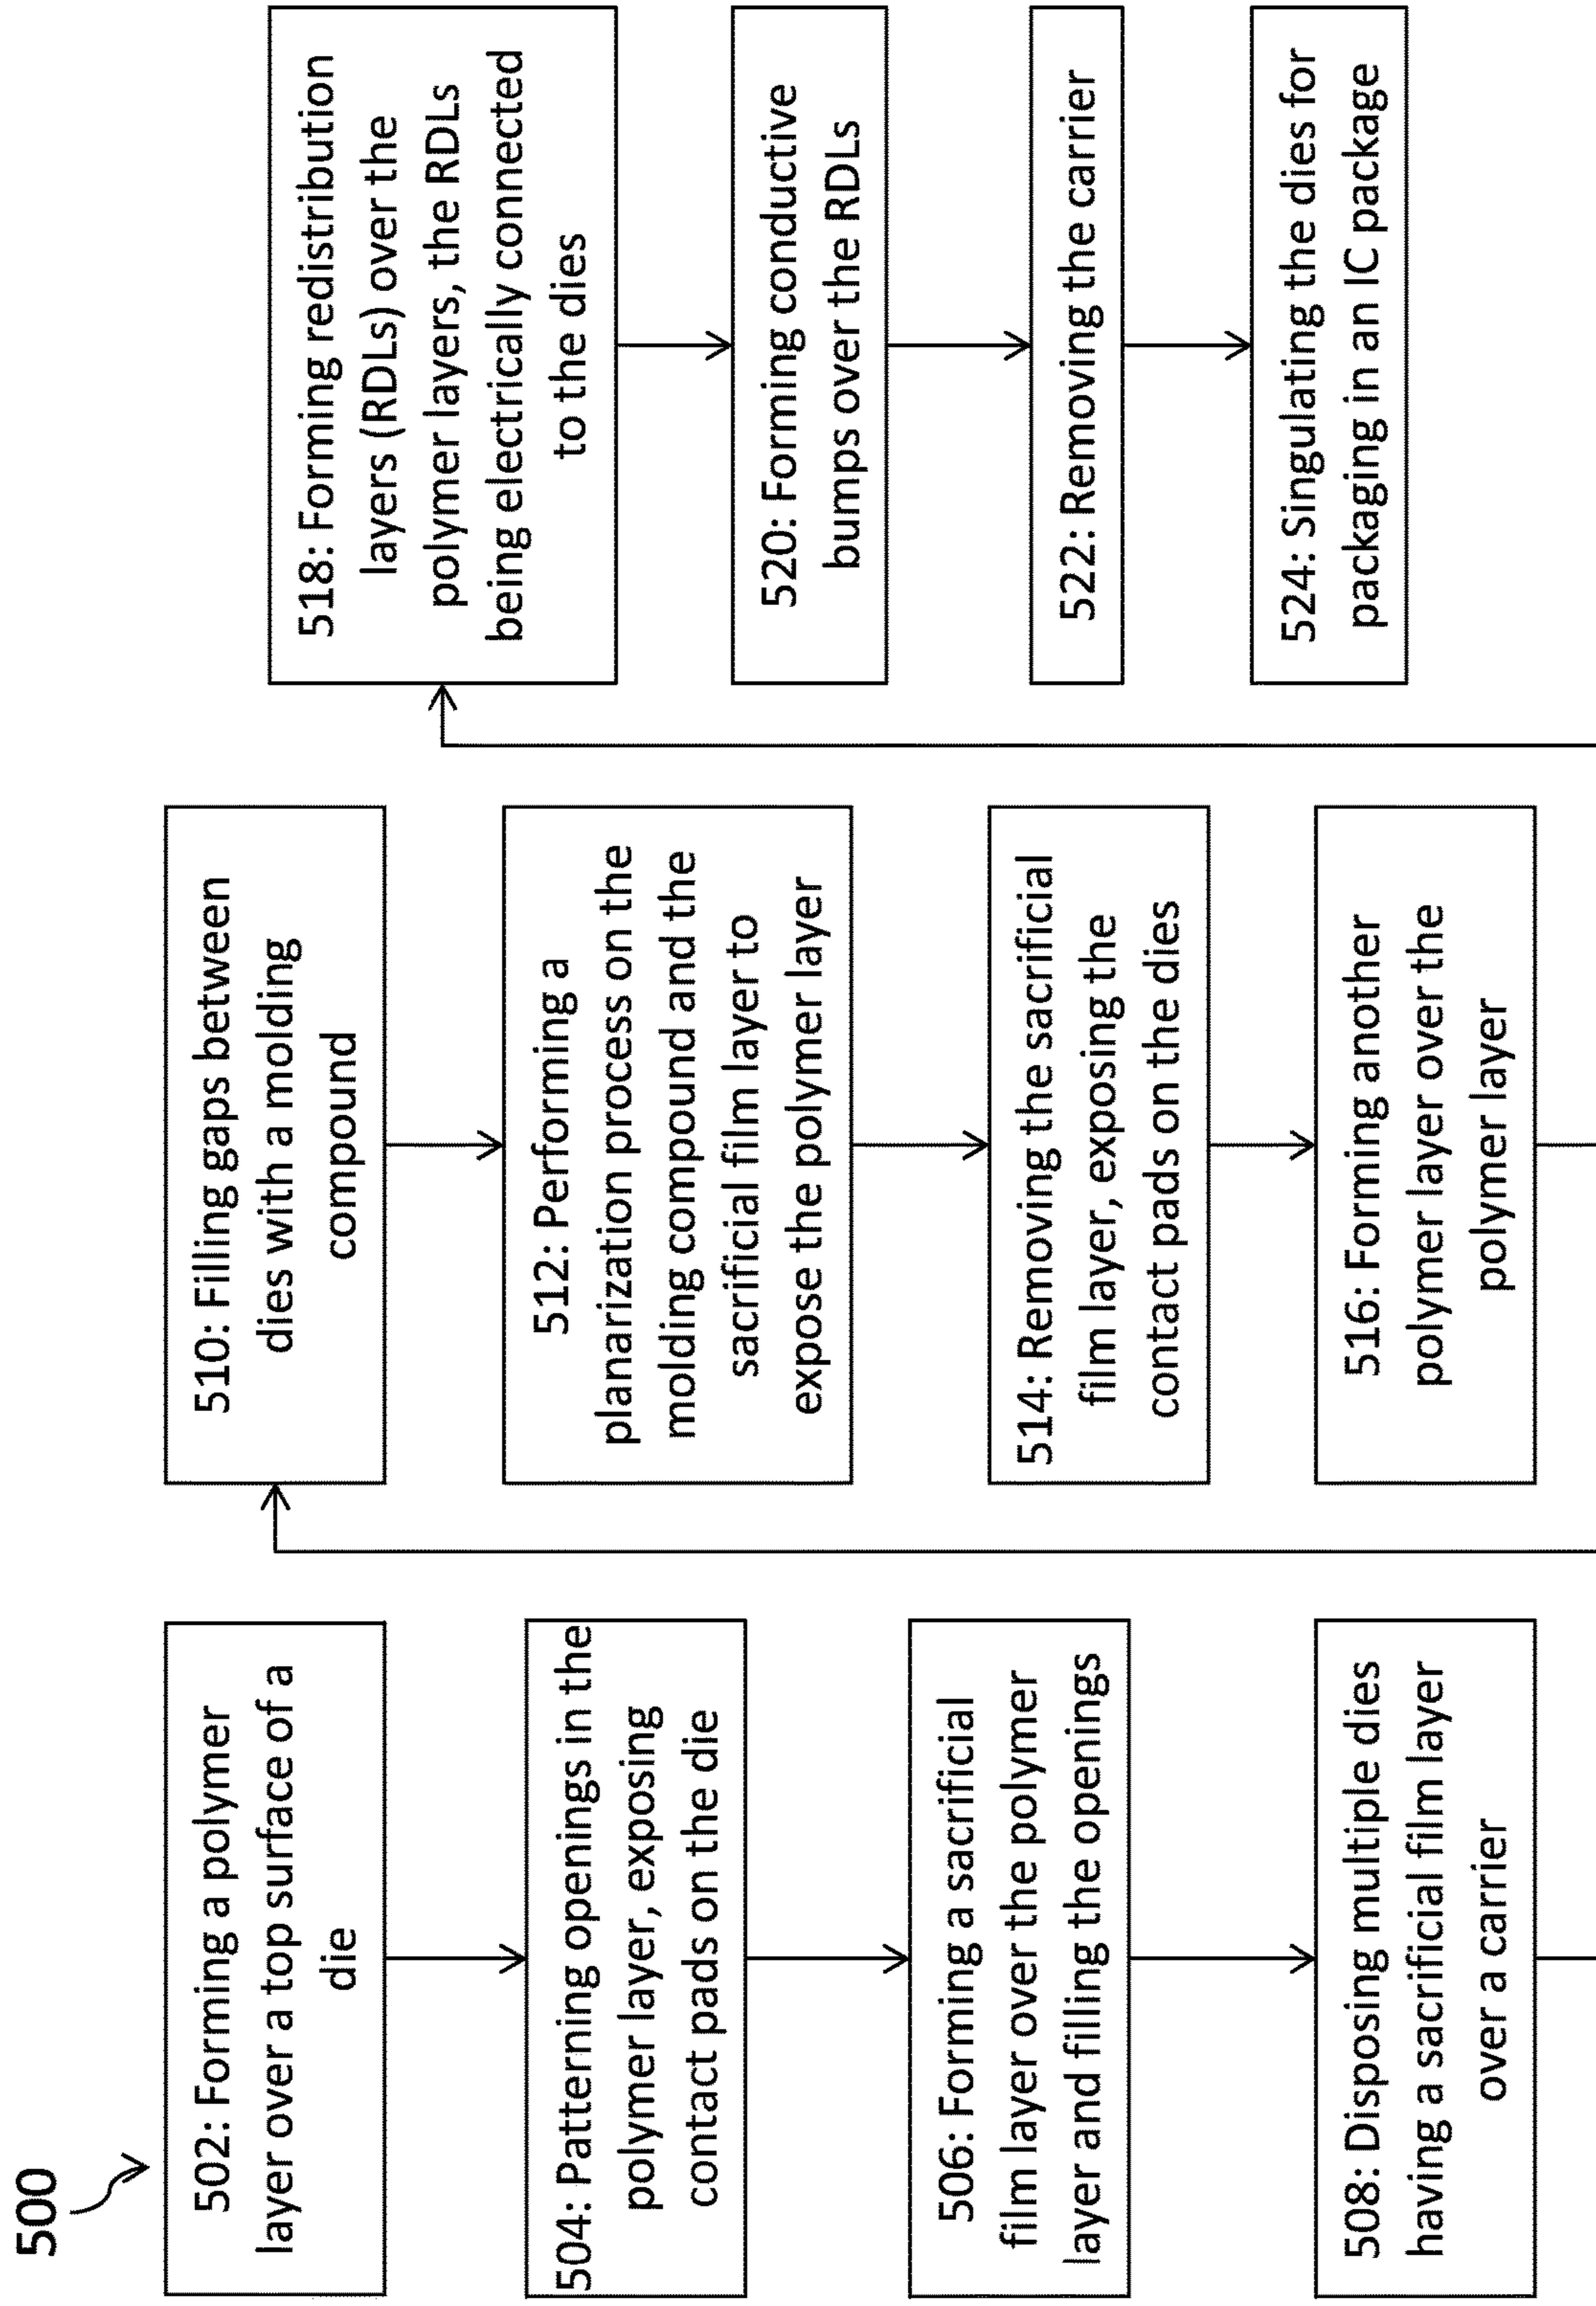 500
502: Forming a polymer
layer over a top surface of a
die
504: Patterning openings in the
polymer layer, exposing
contact pads on the die
506: Forming a sacrificial
film layer over the polymer
layer and filling the openings
508: Disposing multiple dies
having a sacrificial film layer
over a carrier
510: Filling gaps between
dies with a molding
compound
512: Performing a
planarization process on the
molding compound and the
sacrificial film layer to
expose the polymer layer
514: Removing the sacrificial
film layer, exposing the
contact pads on the dies
516: Forming another
polymer layer over the
polymer layer
518: Forming redistribution
layers (RDLs) over the
polymer layers, the RDLs
being electrically connected
to the dies
520: Forming conductive
bumps over the RDLs
522: Removing the carrier
524: Singulating the dies for
packaging in an IC package